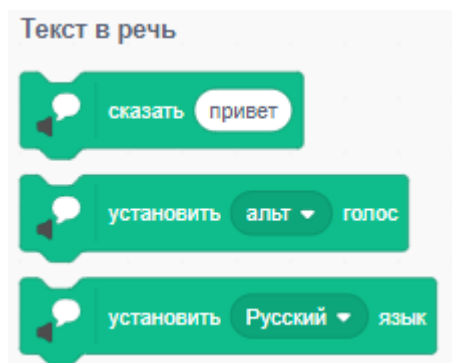 Текст в речь
сказать привет
установить альт голос
установить Русский язык